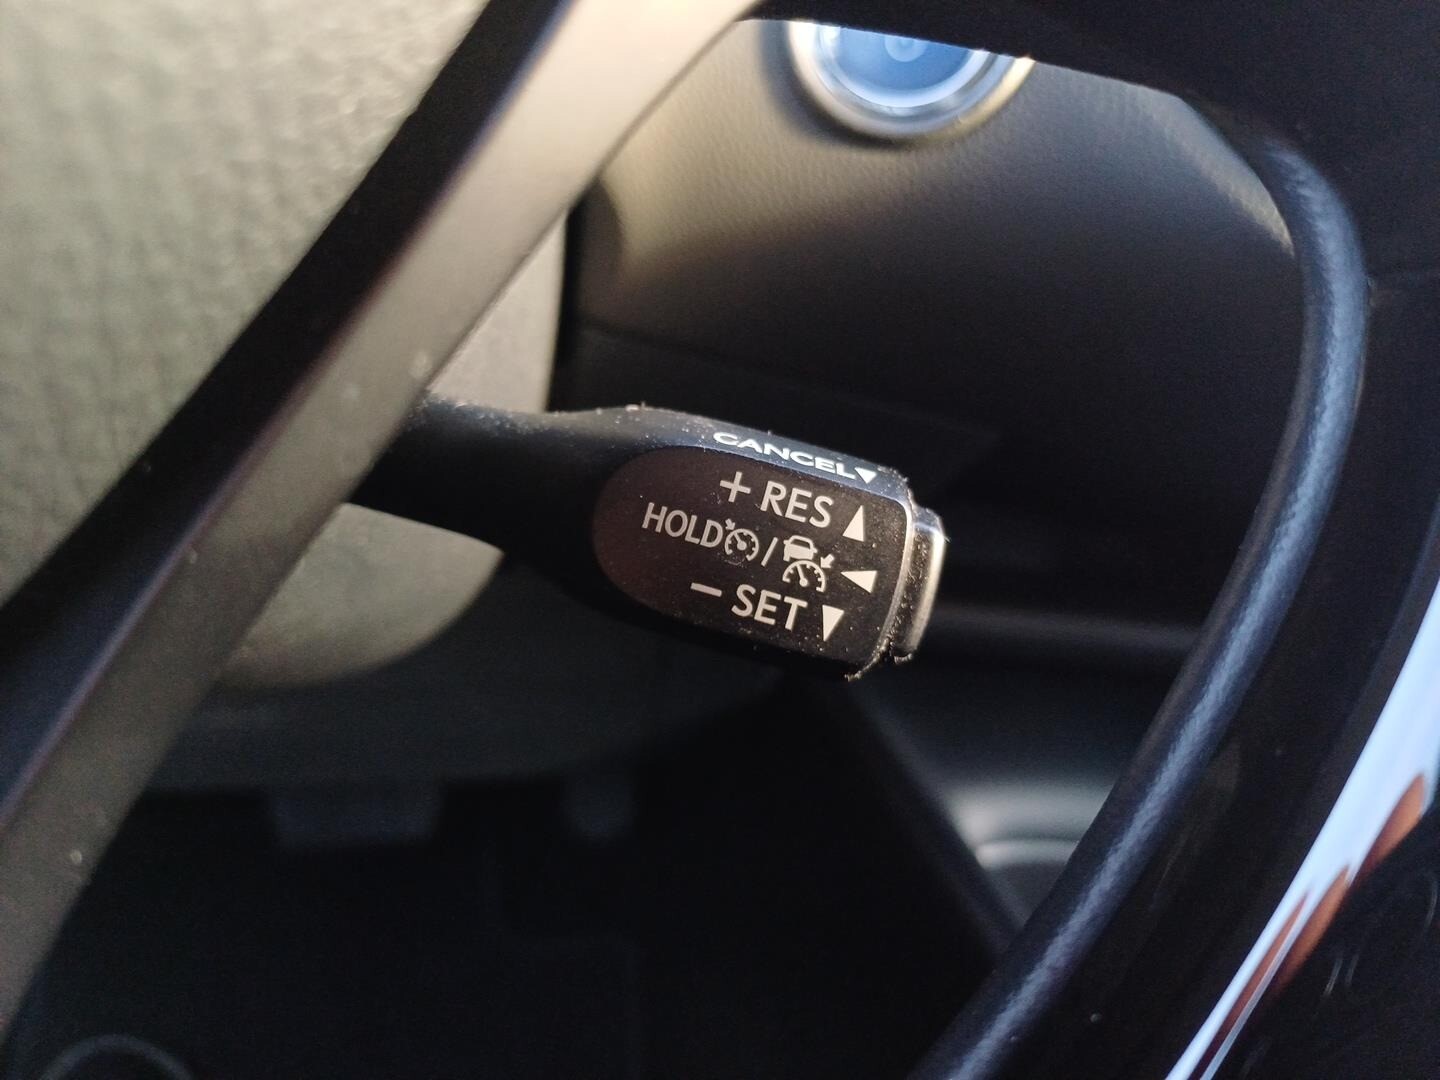 CANCEL▼
+ RES ▲
HOLD / ◀
− SET ▼